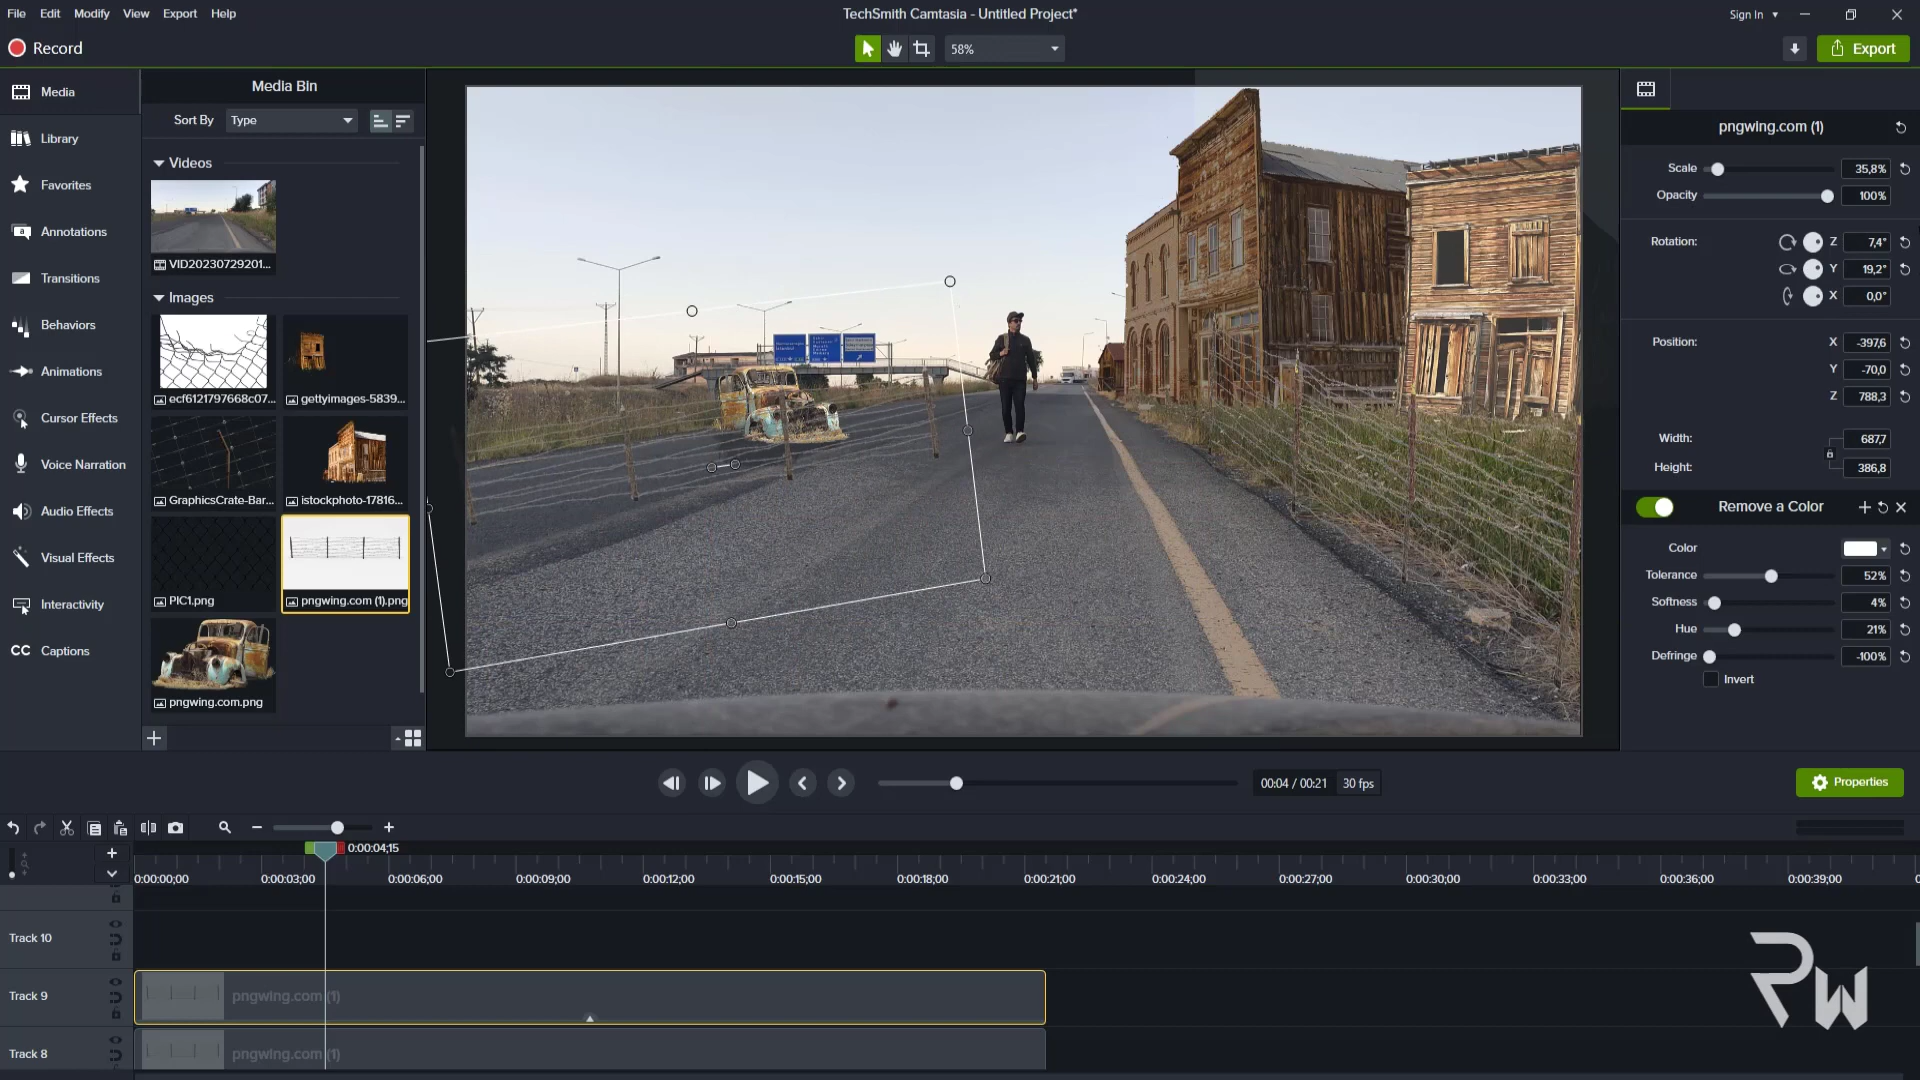 File Edit Modify View Export Help
TechSmith Camtasia - Untitled Project*
Sign In
Record
58%
Export
Media
Library
Favorites
Annotations
Transitions
Behaviors
Animations
Cursor Effects
Voice Narration
Audio Effects
Visual Effects
Interactivity
CC Captions
Media Bin
Sort By Type
Videos
VID20230729201...
Images
ecf6121797668c07...
gettyimages-5839...
GraphicsCrate-Bar...
istockphoto-17816...
PIC1.png
pngwing.com (1).png
pngwing.com.png
pngwing.com (1)
Scale 35,8%
Opacity 100%
Rotation: Z 7,4°
Y 19,2°
X 0,0°
Position: X -397,6
Y -70,0
Z 788,3
Width: 687,7
Height: 386,8
Remove a Color
Color
Tolerance 52%
Softness 4%
Hue 21%
Defringe -100%
Invert
00:04 / 00:21 30 fps
Properties
0:00:04;15
0:00:00;00 0:00:03;00 0:00:06;00 0:00:09;00 0:00:12;00 0:00:15;00 0:00:18;00 0:00:21;00 0:00:24;00 0:00:27;00 0:00:30;00 0:00:33;00 0:00:36;00 0:00:39;00
Track 10
Track 9
pngwing.com (1)
Track 8
pngwing.com (1)
RW